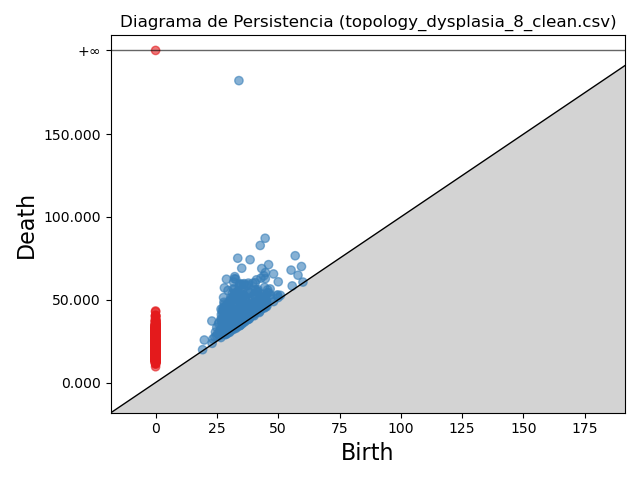 Diagrama de Persistencia (topology_dysplasia_8_clean.csv)
+∞
150.000
100.000
50.000
0.000
Death
0 25 50 75 100 125 150 175
Birth